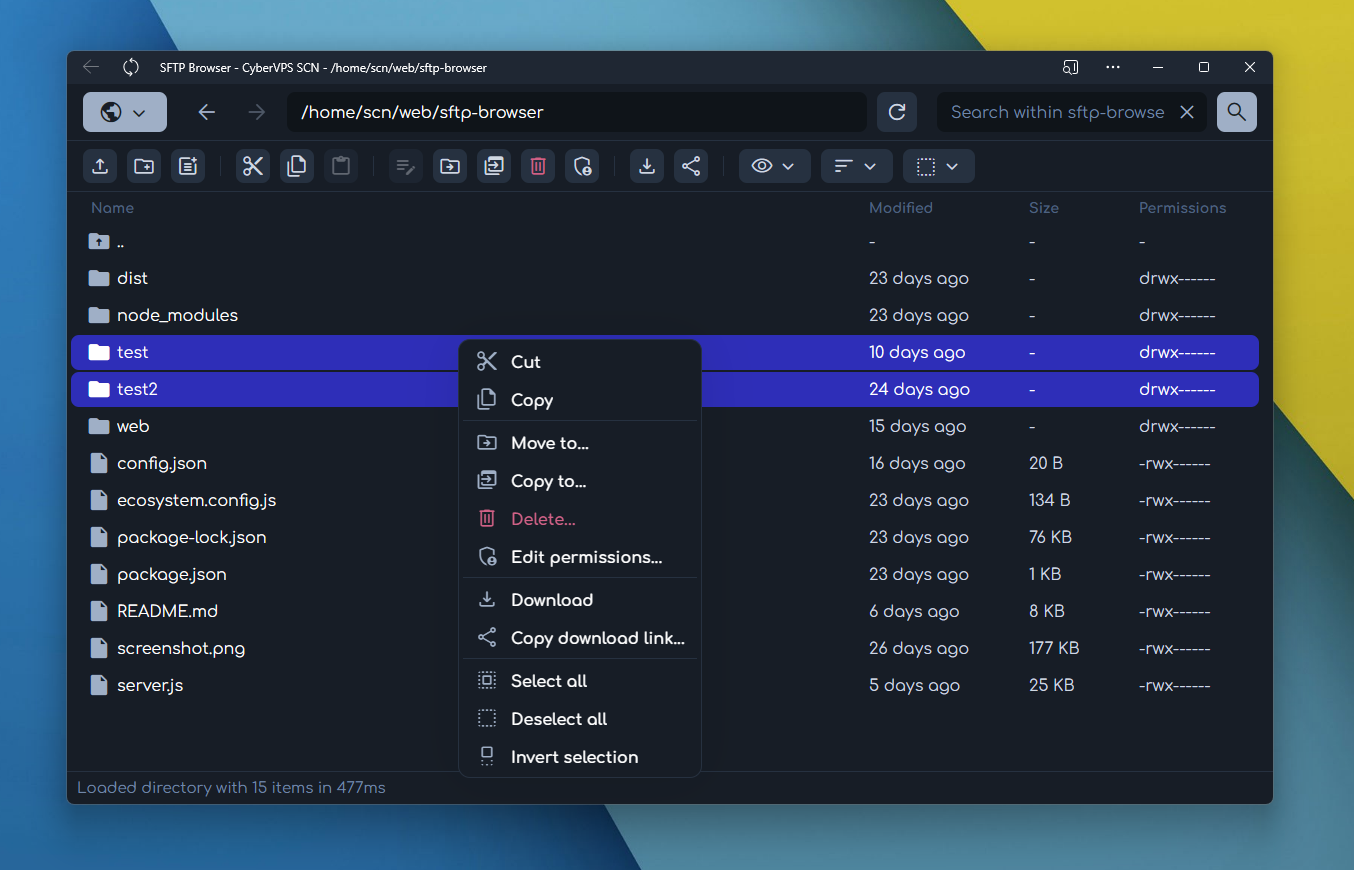 SFTP Browser - CyberVPS SCN - /home/scn/web/sftp-browser
/home/scn/web/sftp-browser
Search within sftp-browse
Name Modified Size Permissions
.. - - -
dist 23 days ago - drwx------
node_modules 23 days ago - drwx------
test 10 days ago - drwx------
test2 24 days ago - drwx------
web 15 days ago - drwx------
config.json 16 days ago 20 B -rwx------
ecosystem.config.js 23 days ago 134 B -rwx------
package-lock.json 23 days ago 76 KB -rwx------
package.json 23 days ago 1 KB -rwx------
README.md 6 days ago 8 KB -rwx------
screenshot.png 26 days ago 177 KB -rwx------
server.js 5 days ago 25 KB -rwx------
Cut
Copy
Move to...
Copy to...
Delete...
Edit permissions...
Download
Copy download link...
Select all
Deselect all
Invert selection
Loaded directory with 15 items in 477ms